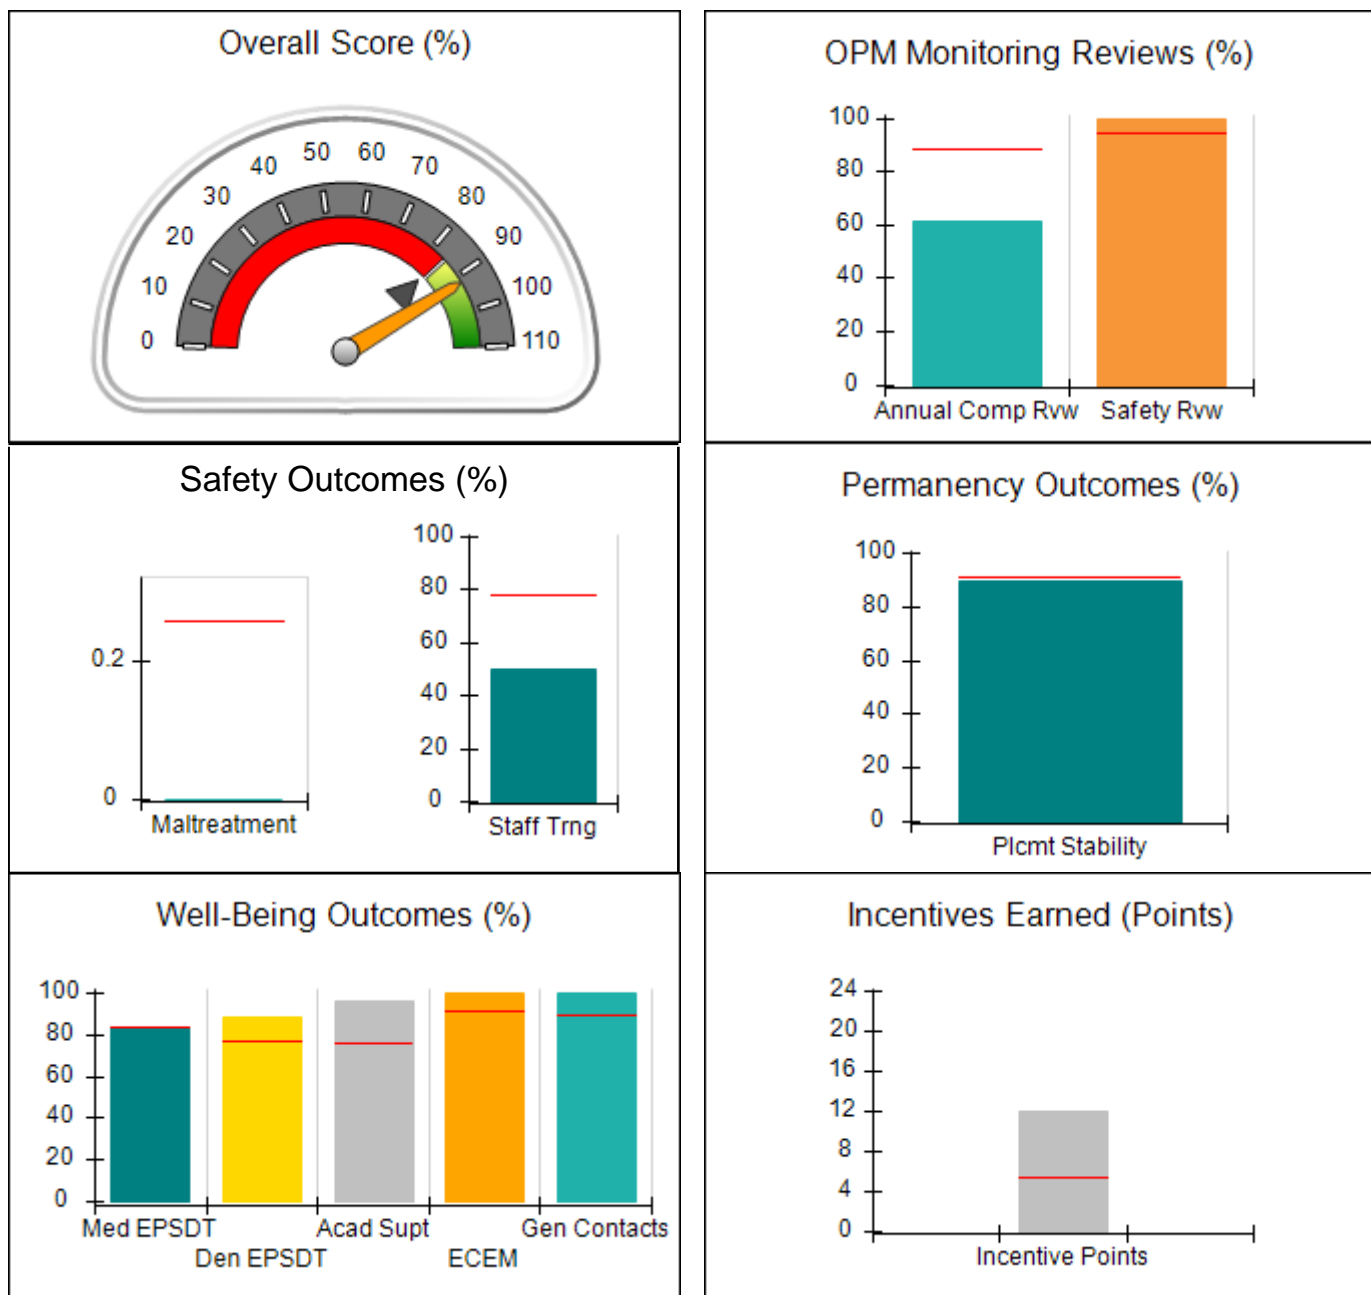 Overall Score (%)
0 10 20 30 40 50 60 70 80 90 100 110
OPM Monitoring Reviews (%)
100
80
60
40
20
0
Annual Comp Rvw Safety Rvw
Safety Outcomes (%)
0.2
0
Maltreatment
100
80
60
40
20
0
Staff Trng
Permanency Outcomes (%)
100
80
60
40
20
0
Plcmt Stability
Well-Being Outcomes (%)
100
80
60
40
20
0
Med EPSDT Acad Supt Gen Contacts
Den EPSDT ECEM
Incentives Earned (Points)
24
20
16
12
8
4
0
Incentive Points